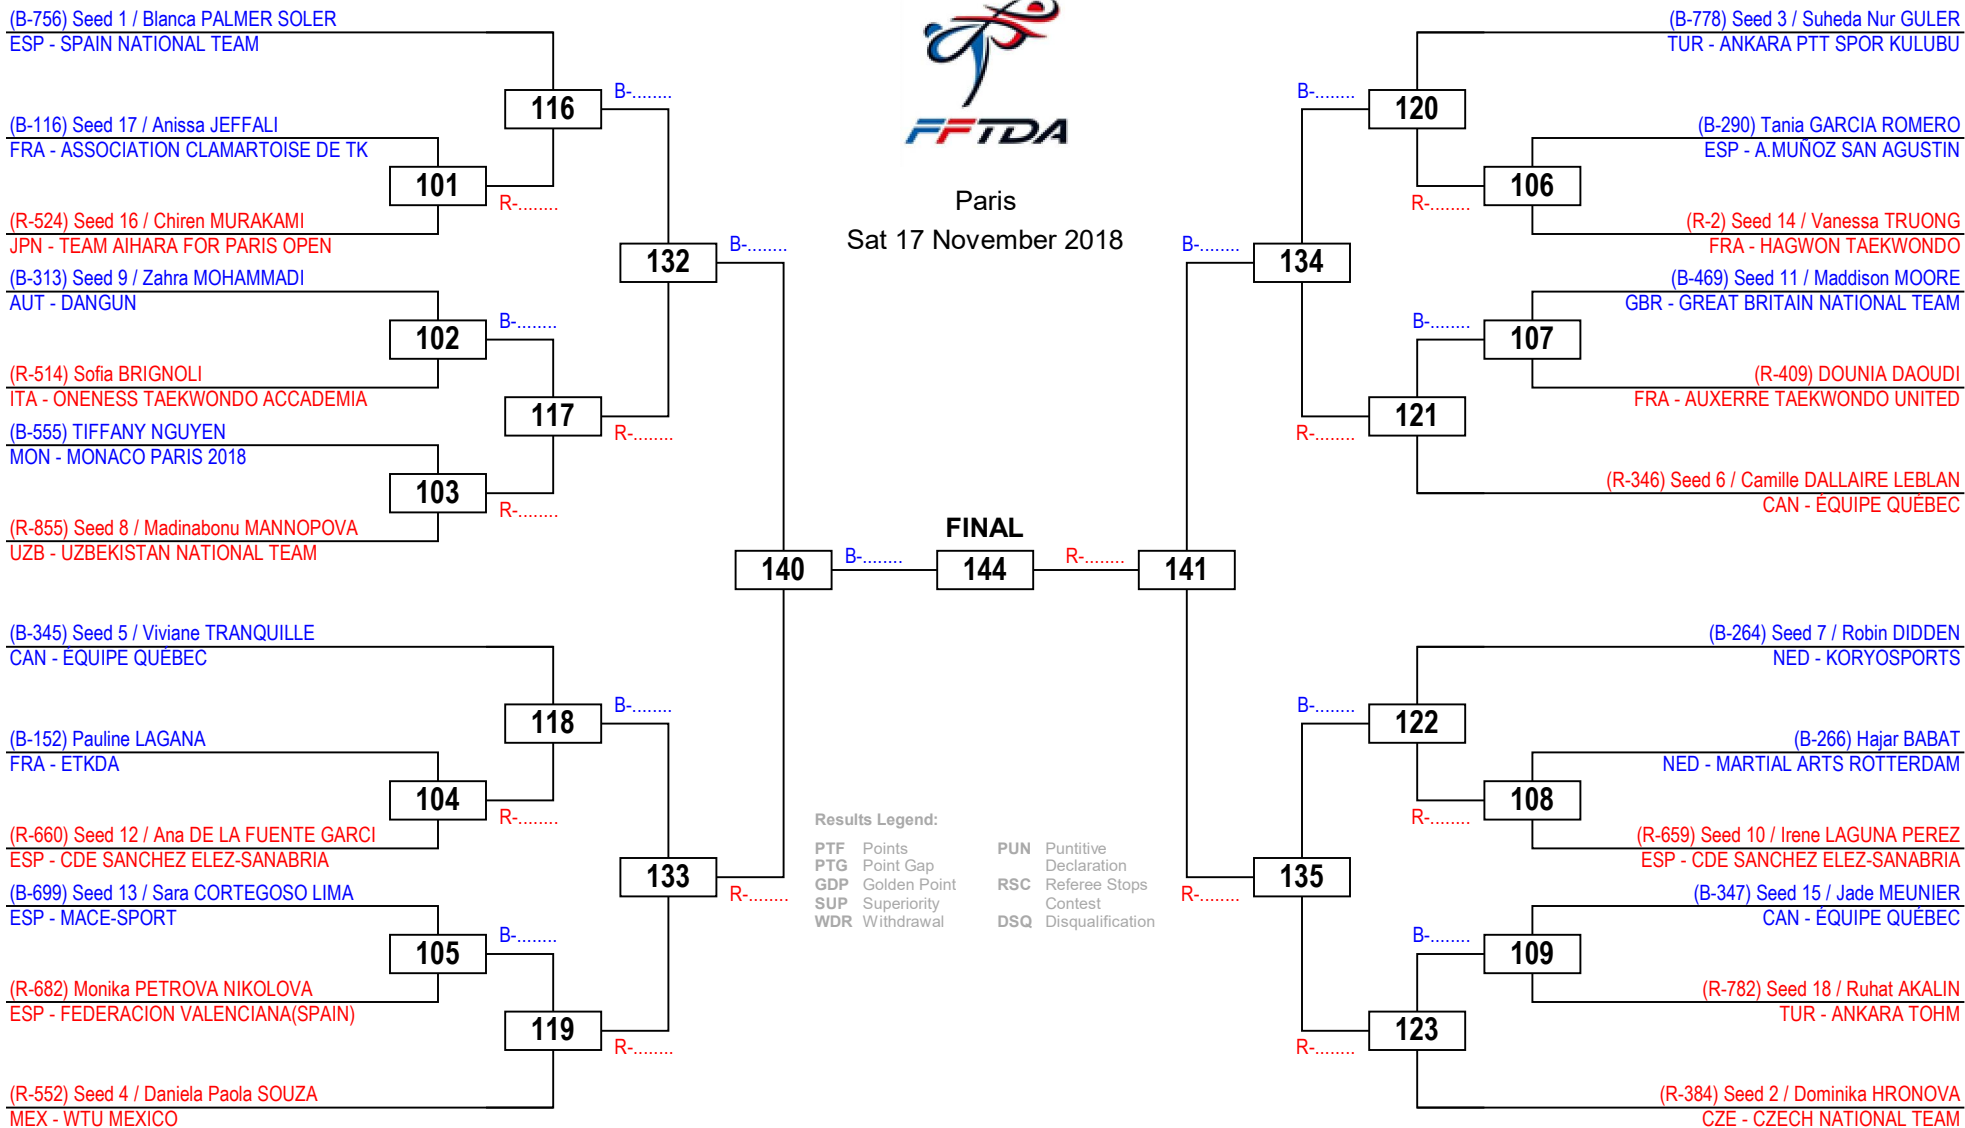 (B-756) Seed 1 / Blanca PALMER SOLER
ESP - SPAIN NATIONAL TEAM
(B-116) Seed 17 / Anissa JEFFALI
FRA - ASSOCIATION CLAMARTOISE DE TK
(R-524) Seed 16 / Chiren MURAKAMI
JPN - TEAM AIHARA FOR PARIS OPEN
(B-313) Seed 9 / Zahra MOHAMMADI
AUT - DANGUN
(R-514) Sofia BRIGNOLI
ITA - ONENESS TAEKWONDO ACCADEMIA
(B-555) TIFFANY NGUYEN
MON - MONACO PARIS 2018
(R-855) Seed 8 / Madinabonu MANNOPOVA
UZB - UZBEKISTAN NATIONAL TEAM
(B-345) Seed 5 / Viviane TRANQUILLE
CAN - ÉQUIPE QUÉBEC
(B-152) Pauline LAGANA
FRA - ETKDA
(R-660) Seed 12 / Ana DE LA FUENTE GARCI
ESP - CDE SANCHEZ ELEZ-SANABRIA
(B-699) Seed 13 / Sara CORTEGOSO LIMA
ESP - MACE-SPORT
(R-682) Monika PETROVA NIKOLOVA
ESP - FEDERACION VALENCIANA(SPAIN)
(R-552) Seed 4 / Daniela Paola SOUZA
MEX - WTU MEXICO
101
R-........
102
B-........
103
R-........
104
R-........
105
B-........
116
B-........
117
R-........
118
B-........
119
R-........
132
B-........
133
R-........
140
B-........
FFTDA
Paris
Sat 17 November 2018
FINAL
144
R-........
141
Results Legend:
PTF Points
PTG Point Gap
GDP Golden Point
SUP Superiority
WDR Withdrawal
PUN Puntitive
Declaration
RSC Referee Stops
Contest
DSQ Disqualification
B-........
134
R-........
135
B-........
120
R-........
121
B-........
122
R-........
123
R-........
106
B-........
107
R-........
108
B-........
109
(B-778) Seed 3 / Suheda Nur GULER
TUR - ANKARA PTT SPOR KULUBU
(B-290) Tania GARCIA ROMERO
ESP - A.MUÑOZ SAN AGUSTIN
(R-2) Seed 14 / Vanessa TRUONG
FRA - HAGWON TAEKWONDO
(B-469) Seed 11 / Maddison MOORE
GBR - GREAT BRITAIN NATIONAL TEAM
(R-409) DOUNIA DAOUDI
FRA - AUXERRE TAEKWONDO UNITED
(R-346) Seed 6 / Camille DALLAIRE LEBLAN
CAN - ÉQUIPE QUÉBEC
(B-264) Seed 7 / Robin DIDDEN
NED - KORYOSPORTS
(B-266) Hajar BABAT
NED - MARTIAL ARTS ROTTERDAM
(R-659) Seed 10 / Irene LAGUNA PEREZ
ESP - CDE SANCHEZ ELEZ-SANABRIA
(B-347) Seed 15 / Jade MEUNIER
CAN - ÉQUIPE QUÉBEC
(R-782) Seed 18 / Ruhat AKALIN
TUR - ANKARA TOHM
(R-384) Seed 2 / Dominika HRONOVA
CZE - CZECH NATIONAL TEAM